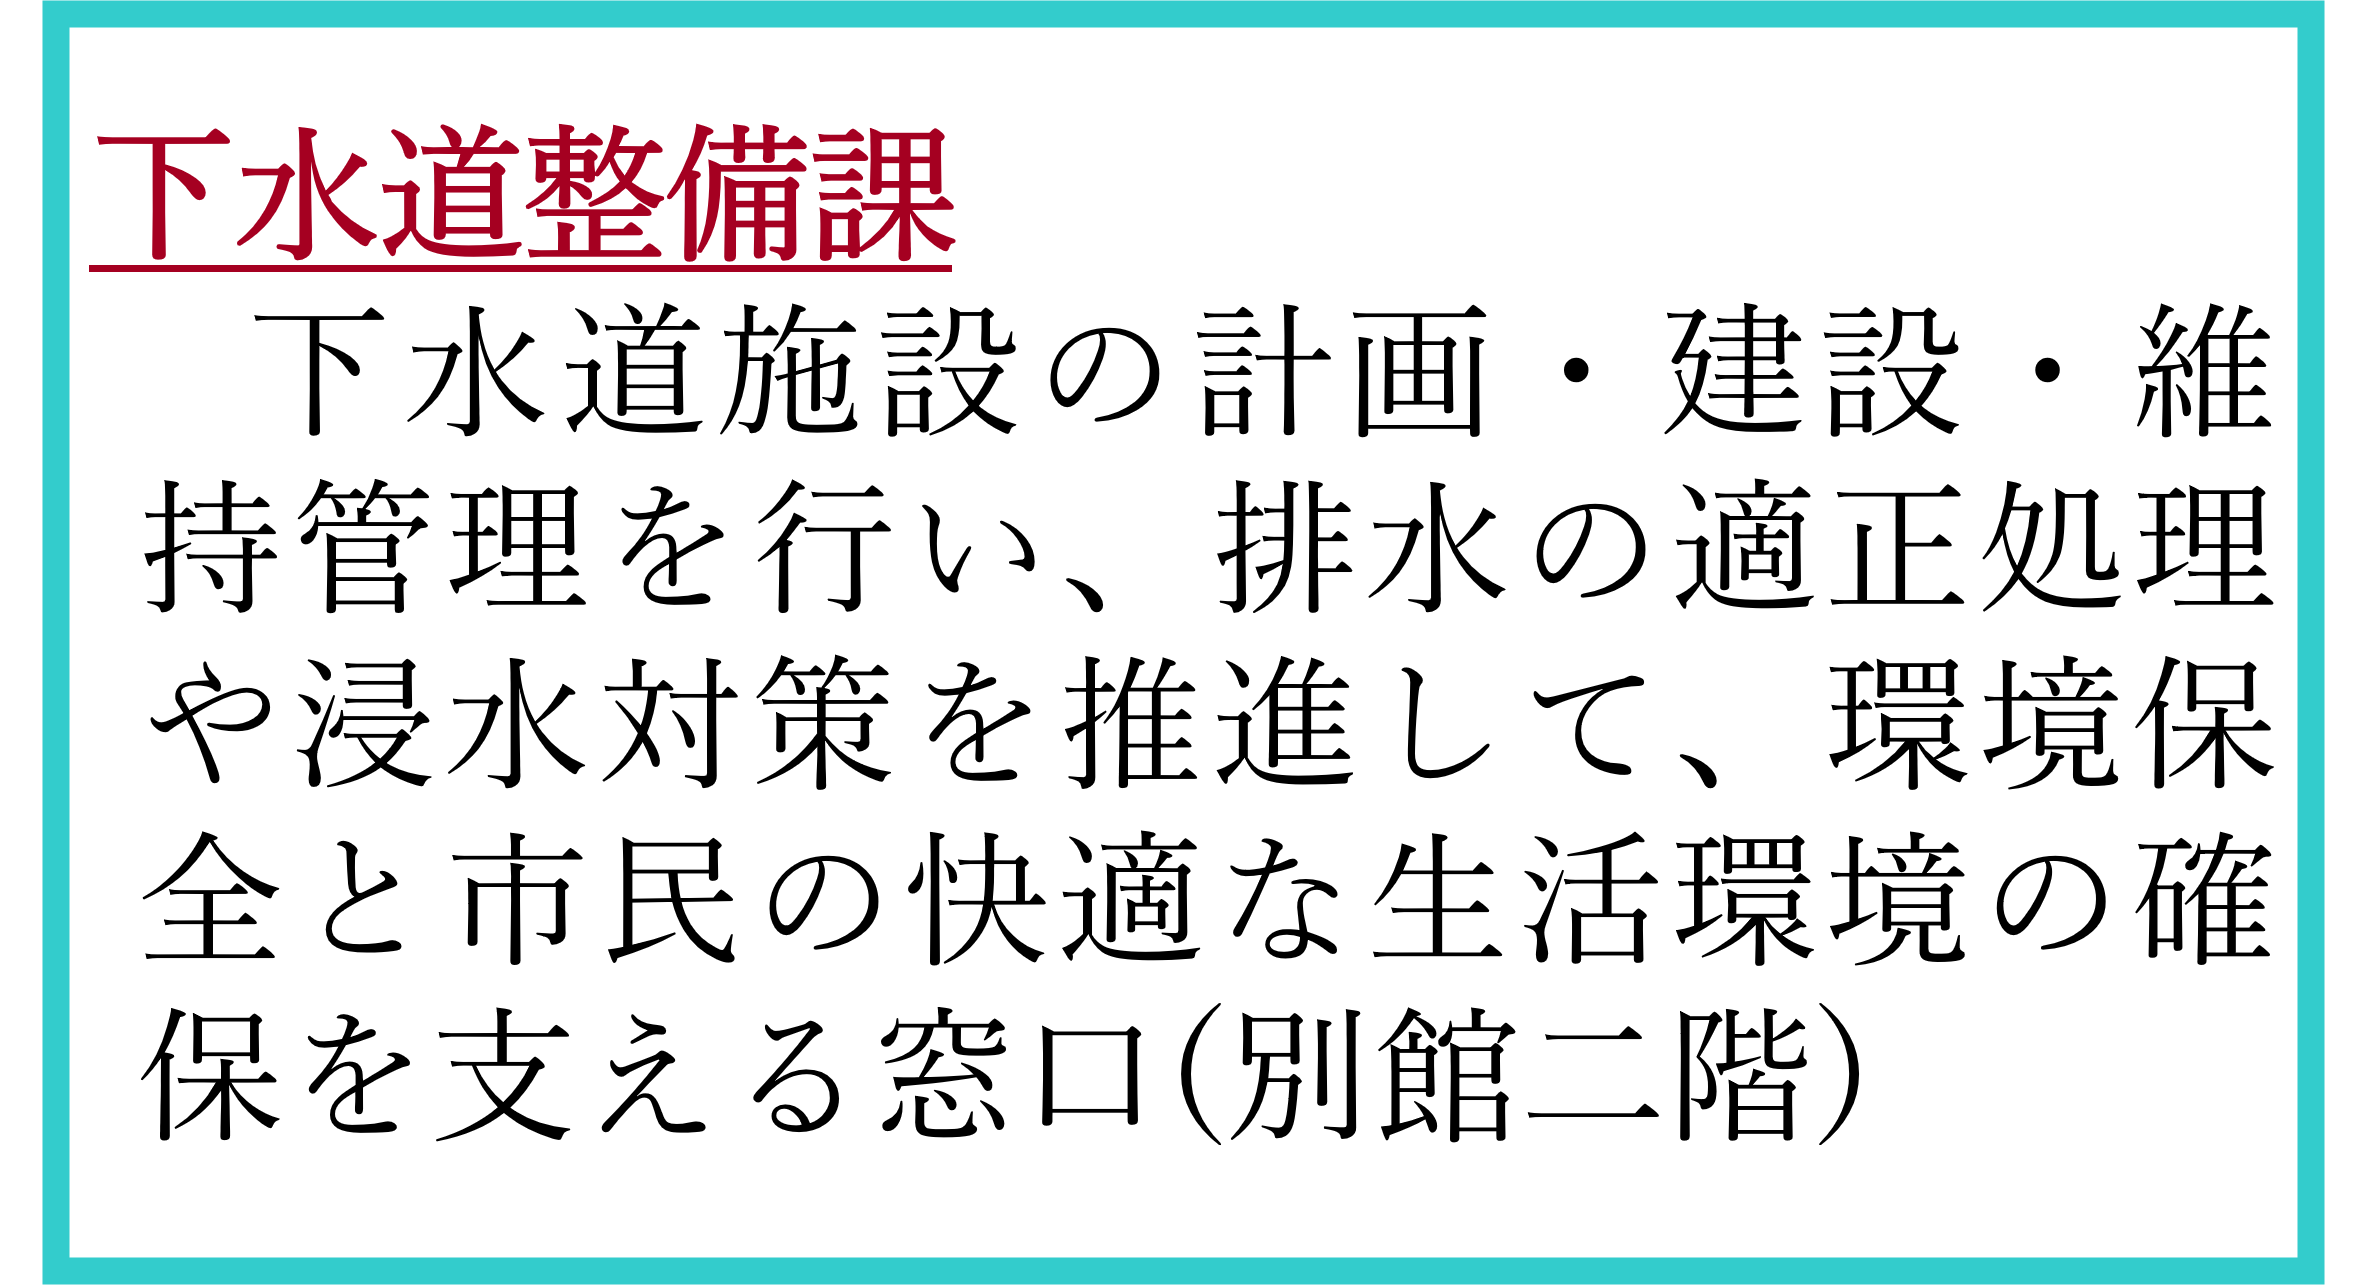 下水道整備課
下水道施設の計画・建設・維
持管理を行い、排水の適正処理
や浸水対策を推進して、環境保
全と市民の快適な生活環境の確
保を支える窓口(別館二階)